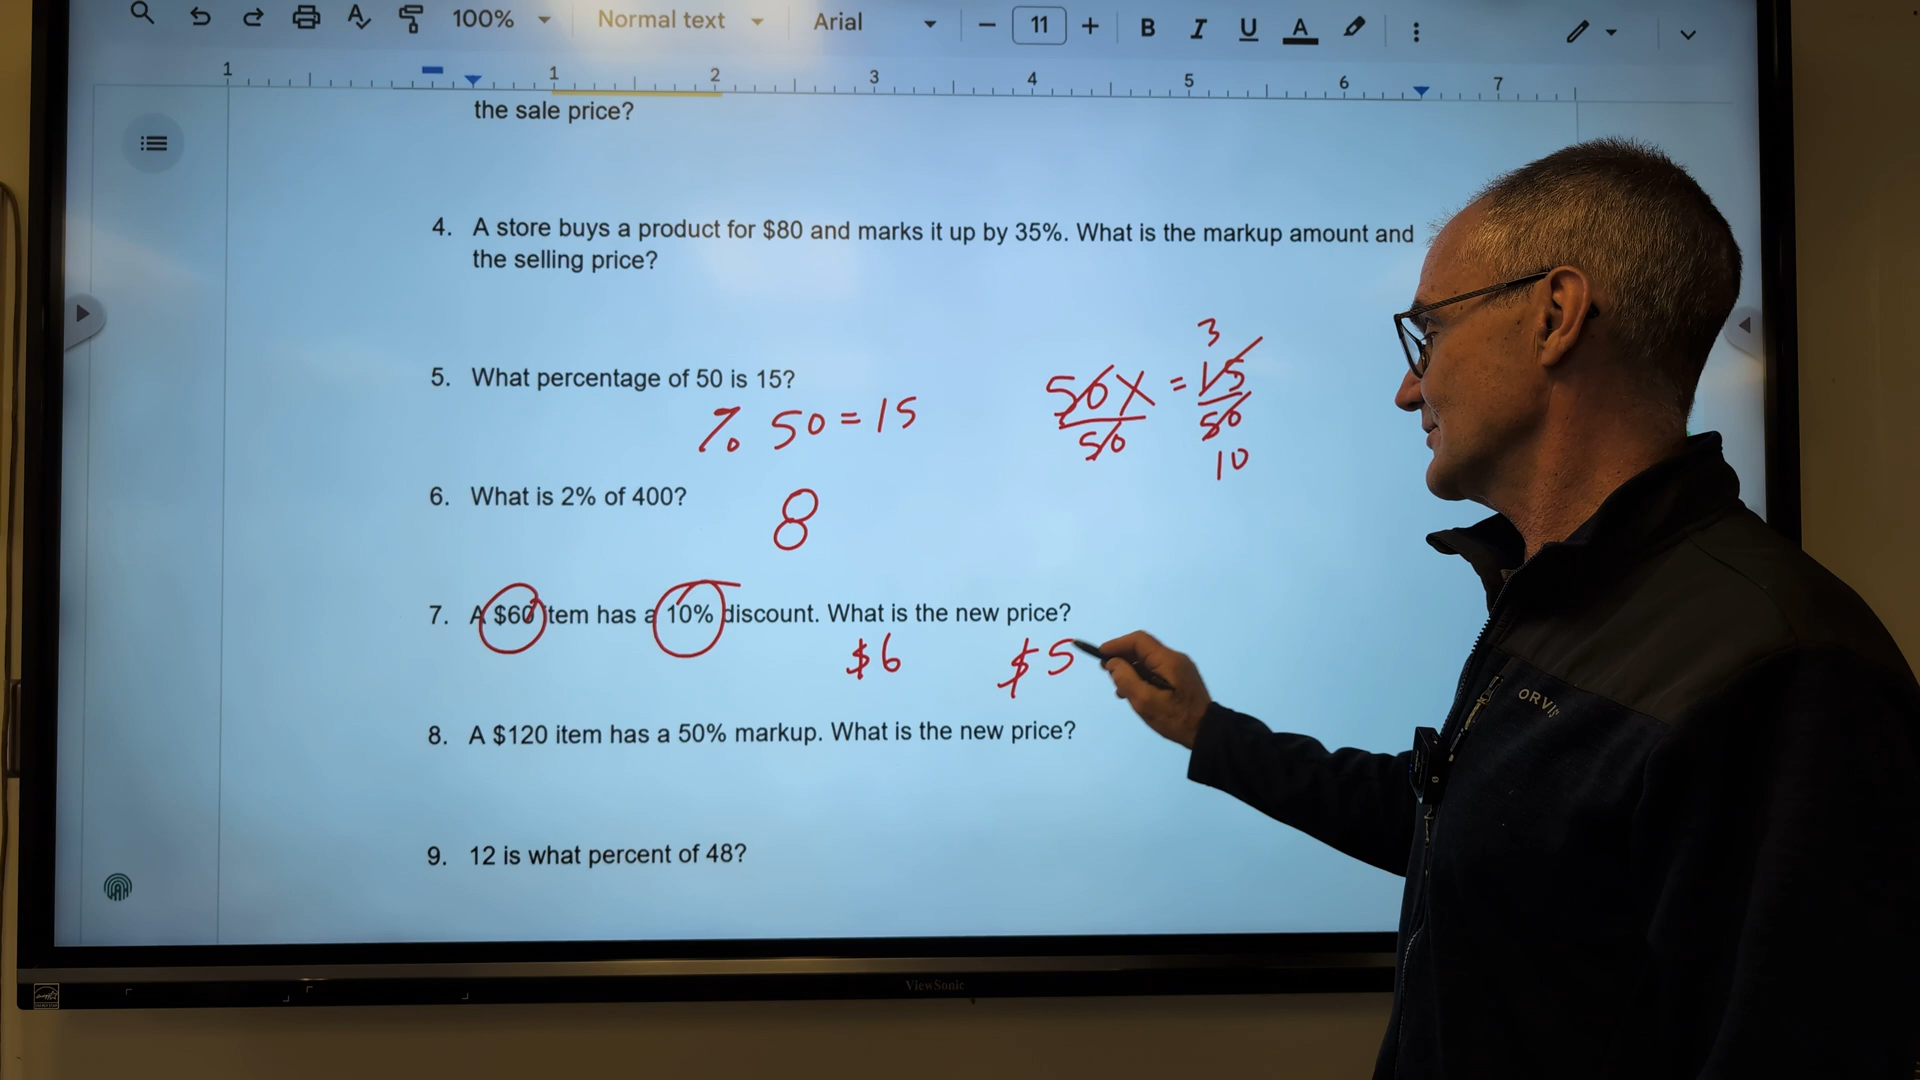 100% Normal text Arial 11 B I U A
1 1 2 3 4 5 6 7
the sale price?
4. A store buys a product for $80 and marks it up by 35%. What is the markup amount and
the selling price?
5. What percentage of 50 is 15?
% 50 = 15
3
50x = 15
50 50
10
6. What is 2% of 400?
8
7. A $60 item has a 10% discount. What is the new price?
$6 $5
8. A $120 item has a 50% markup. What is the new price?
9. 12 is what percent of 48?
ORVIS
ViewSonic